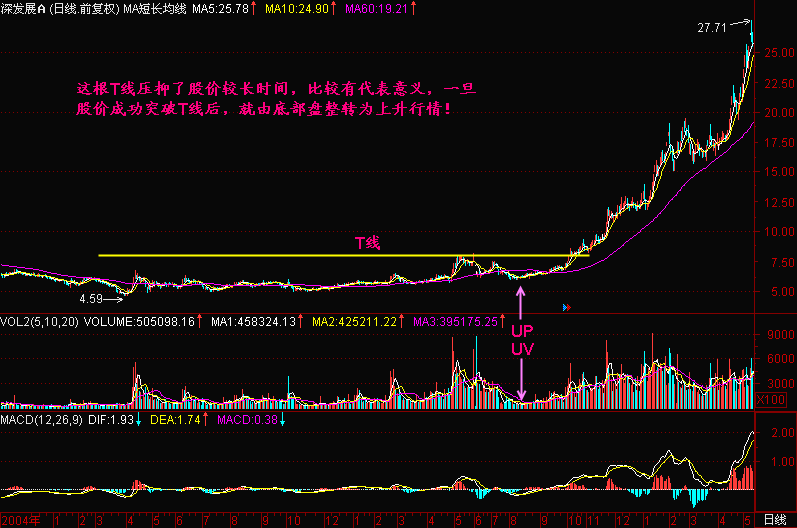 深发展A (日线.前复权) MA短长均线 MA5:25.78↑ MA10:24.90↑ MA60:19.21↑
27.71
25.00
22.50
这根T线压抑了股价较长时间，比较有代表意义，一旦
股价成功突破T线后，就由底部盘整转为上升行情！
20.00
17.50
15.00
12.50
10.00
T线
7.50
5.00
4.59
VOL2(5,10,20) VOLUME:505098.16↑ MA1:458324.13↑ MA2:425211.22↑ MA3:395175.25↑
UP
UV
9000
6000
3000
X100
MACD(12,26,9) DIF:1.93↓ DEA:1.74↑ MACD:0.38↓
2.00
1.00
2004年 1 2 3 4 5 6 7 8 9 10 11 12 1 2 3 4 5 6 7 8 9 10 11 12 1 2 3 4 5 日线